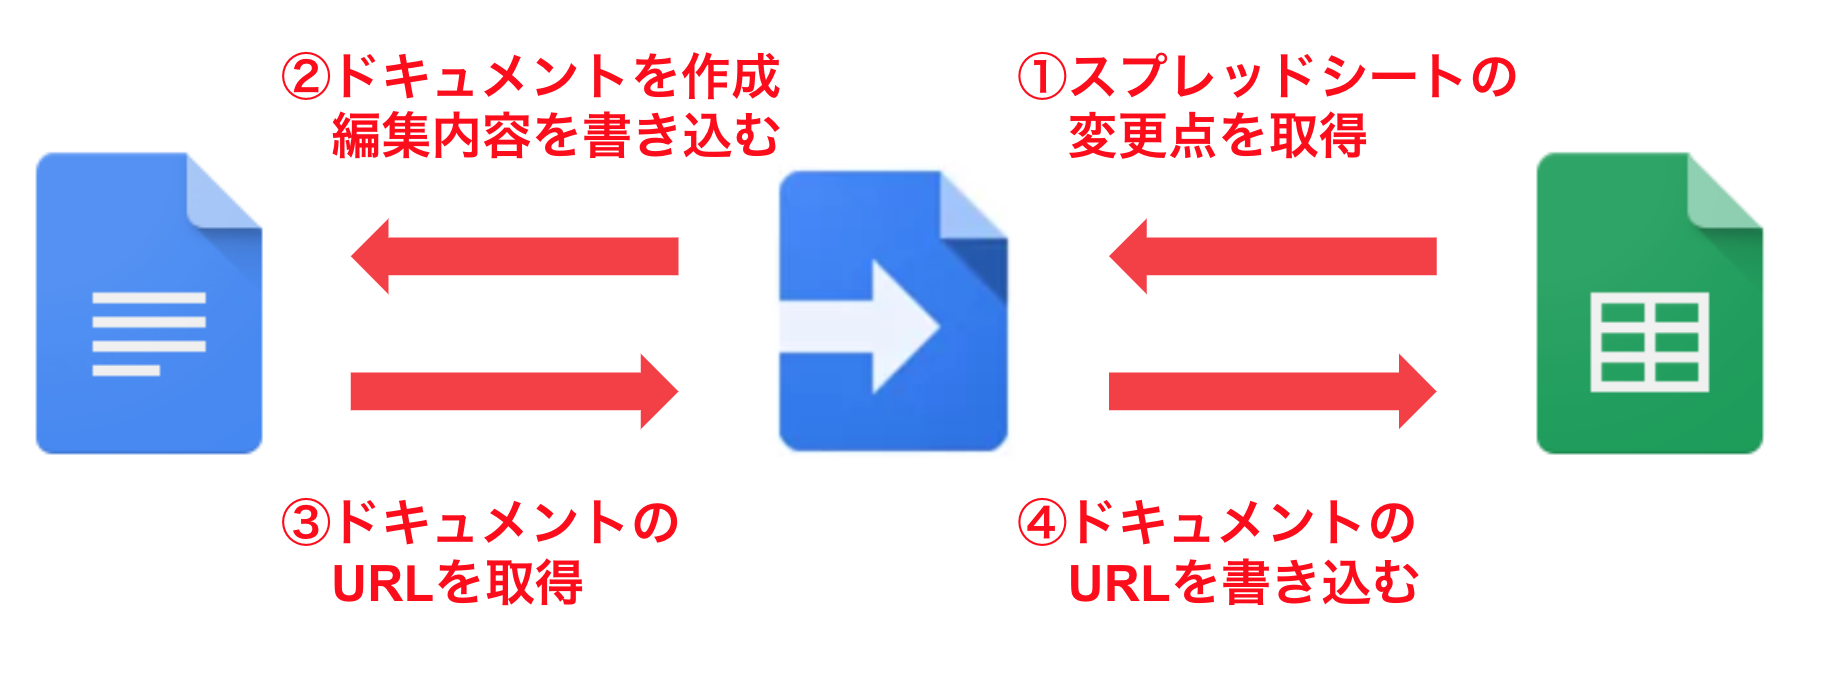 ②ドキュメントを作成
編集内容を書き込む
①スプレッドシートの
変更点を取得
③ドキュメントの
URLを取得
④ドキュメントの
URLを書き込む